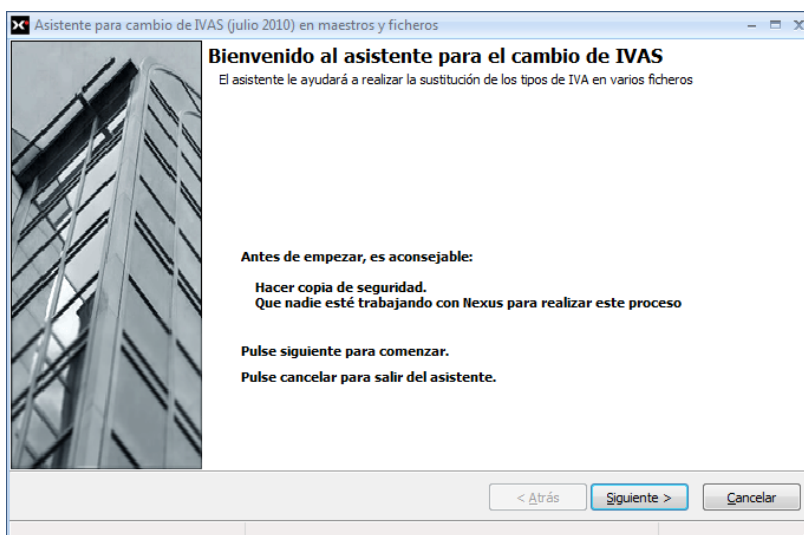 Asistente para cambio de IVAS (julio 2010) en maestros y ficheros
Bienvenido al asistente para el cambio de IVAS
El asistente le ayudará a realizar la sustitución de los tipos de IVA en varios ficheros
Antes de empezar, es aconsejable:
Hacer copia de seguridad.
Que nadie esté trabajando con Nexus para realizar este proceso
Pulse siguiente para comenzar.
Pulse cancelar para salir del asistente.
< Atrás
Siguiente >
Cancelar